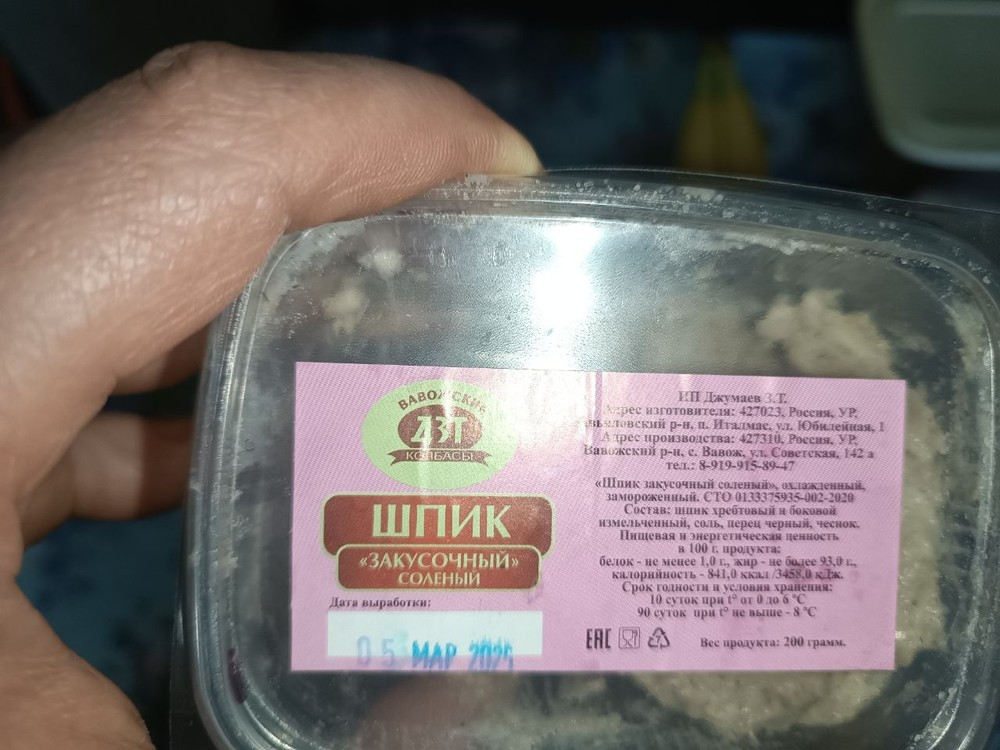 ВАВОЖСКИЕ
ДЗТ
КОЛБАСЫ
ШПИК
«ЗАКУСОЧНЫЙ»
СОЛЕНЫЙ
Дата выработки:
05 МАР
ИП Джумаев З.Т.
Адрес изготовителя: 427023, Россия, УР,
р-н, п. Италмас, ул. Юбилейная, 1
Адрес производства: 427310, Россия, УР,
Вавожский р-н, с. Вавож, ул. Советская, 142 а
тел.: 8-919-915-89-47
«Шпик закусочный соленый», охлажденный,
замороженный. СТО 0133375935-002-2020
Состав: шпик хребтовый и боковой
измельченный, соль, перец черный, чеснок.
Пищевая и энергетическая ценность
в 100 г. продукта:
белок - не менее 1,0 г., жир - не более 93,0 г.,
калорийность - 841,0 ккал /3458,0 кДж.
Срок годности и условия хранения:
10 суток при t° от 0 до 6 °C
90 суток при t° не выше - 8 °C
ЕАС
Вес продукта: 200 грамм.